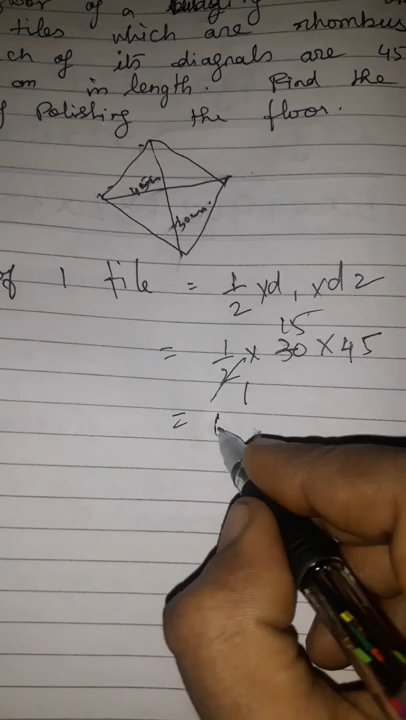 of a
tiles which are rhombus
ch of its diagnals are 45
cm in length. Find the
f Polishing the floor.
45cm
30cm.
of 1 tile = 1/2 x d1 x d2
15
= 1/2 x 30 x 45
1
=